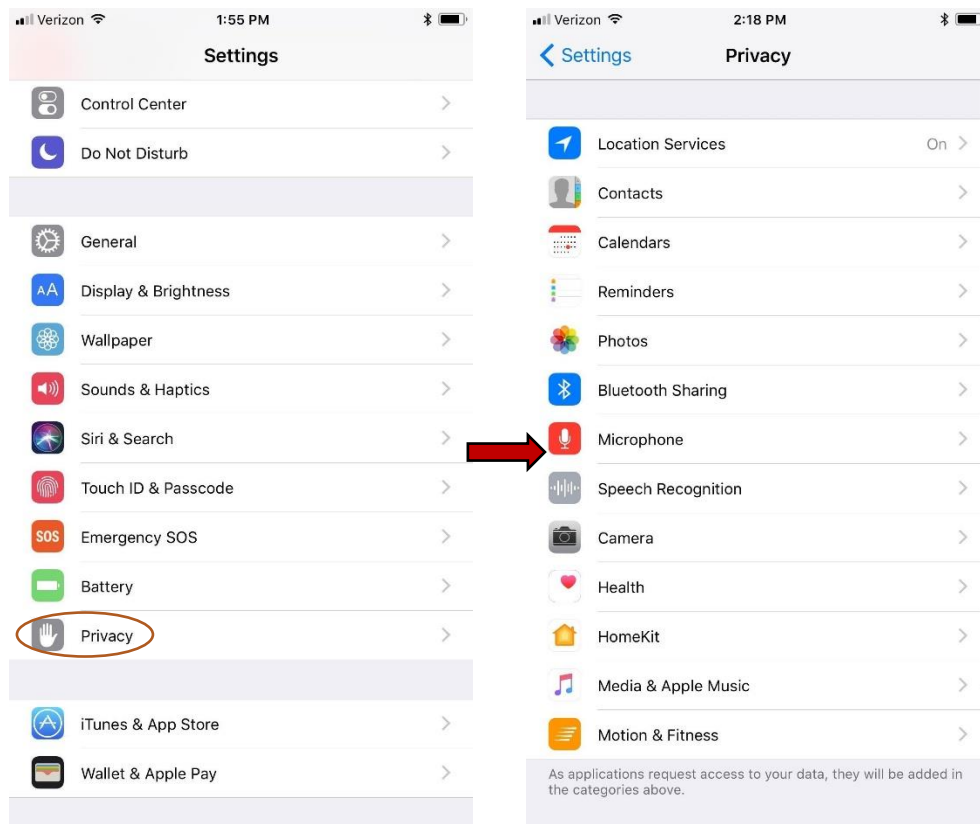 Verizon 1:55 PM
Settings
Control Center
Do Not Disturb
General
AA Display & Brightness
Wallpaper
Sounds & Haptics
Siri & Search
Touch ID & Passcode
SOS Emergency SOS
Battery
Privacy
iTunes & App Store
Wallet & Apple Pay
Verizon 2:18 PM
Settings Privacy
Location Services On
Contacts
Calendars
Reminders
Photos
Bluetooth Sharing
Microphone
Speech Recognition
Camera
Health
HomeKit
Media & Apple Music
Motion & Fitness
As applications request access to your data, they will be added in
the categories above.